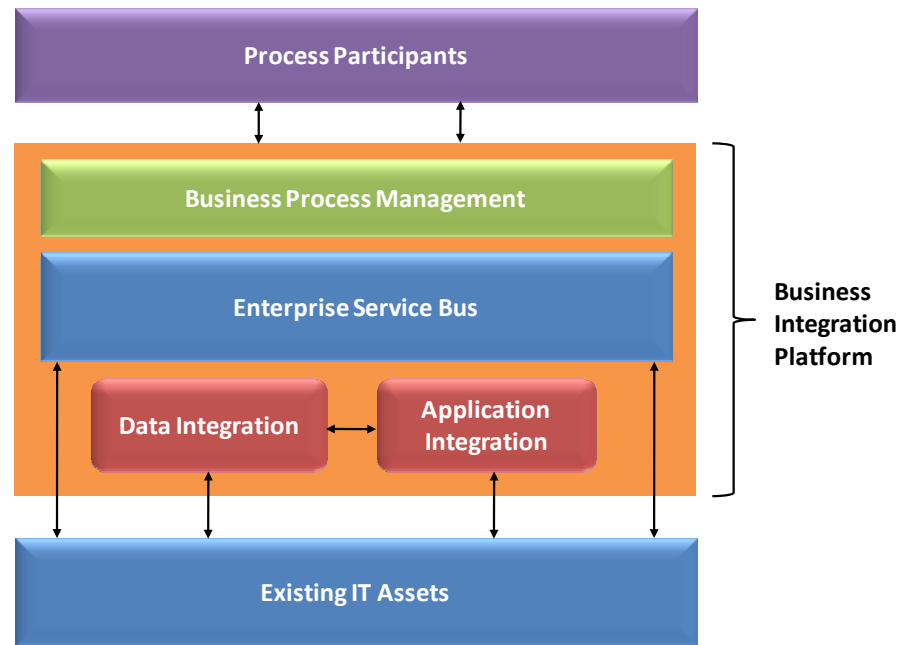 Process Participants
Business Process Management
Enterprise Service Bus
Data Integration
Application
Integration
Existing IT Assets
Business
Integration
Platform